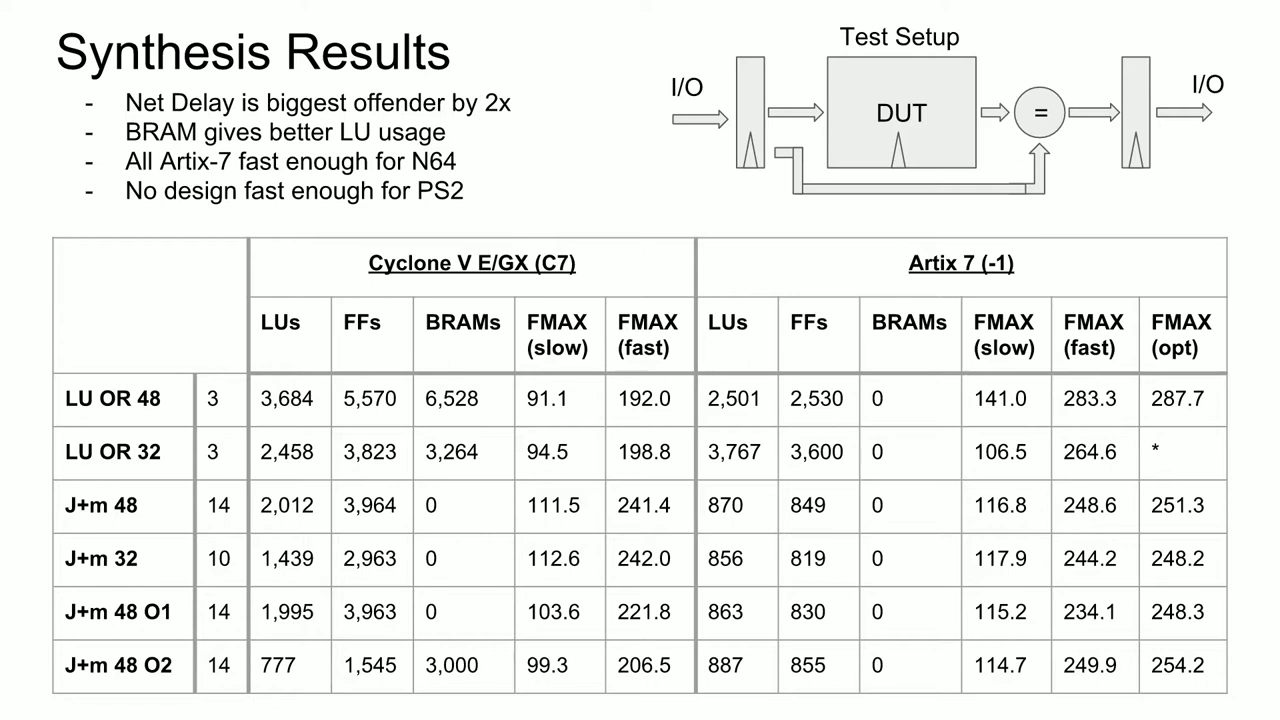 Synthesis Results
- Net Delay is biggest offender by 2x
- BRAM gives better LU usage
- All Artix-7 fast enough for N64
- No design fast enough for PS2
Test Setup
I/O
DUT
=
I/O
Cyclone V E/GX (C7) Artix 7 (-1)
LUs FFs BRAMs FMAX (slow) FMAX (fast) LUs FFs BRAMs FMAX (slow) FMAX (fast) FMAX (opt)
LU OR 48 3 3,684 5,570 6,528 91.1 192.0 2,501 2,530 0 141.0 283.3 287.7
LU OR 32 3 2,458 3,823 3,264 94.5 198.8 3,767 3,600 0 106.5 264.6 *
J+m 48 14 2,012 3,964 0 111.5 241.4 870 849 0 116.8 248.6 251.3
J+m 32 10 1,439 2,963 0 112.6 242.0 856 819 0 117.9 244.2 248.2
J+m 48 O1 14 1,995 3,963 0 103.6 221.8 863 830 0 115.2 234.1 248.3
J+m 48 O2 14 777 1,545 3,000 99.3 206.5 887 855 0 114.7 249.9 254.2